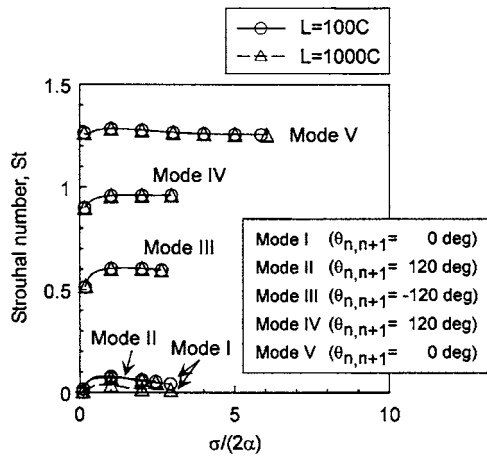 L=100C
L=1000C
1.5
1
0.5
0
Strouhal number, St
Mode V
Mode IV
Mode III
Mode II
Mode I
Mode I (θn,n+1= 0 deg)
Mode II (θn,n+1= 120 deg)
Mode III (θn,n+1= -120 deg)
Mode IV (θn,n+1= 120 deg)
Mode V (θn,n+1= 0 deg)
0
5
10
σ/(2α)